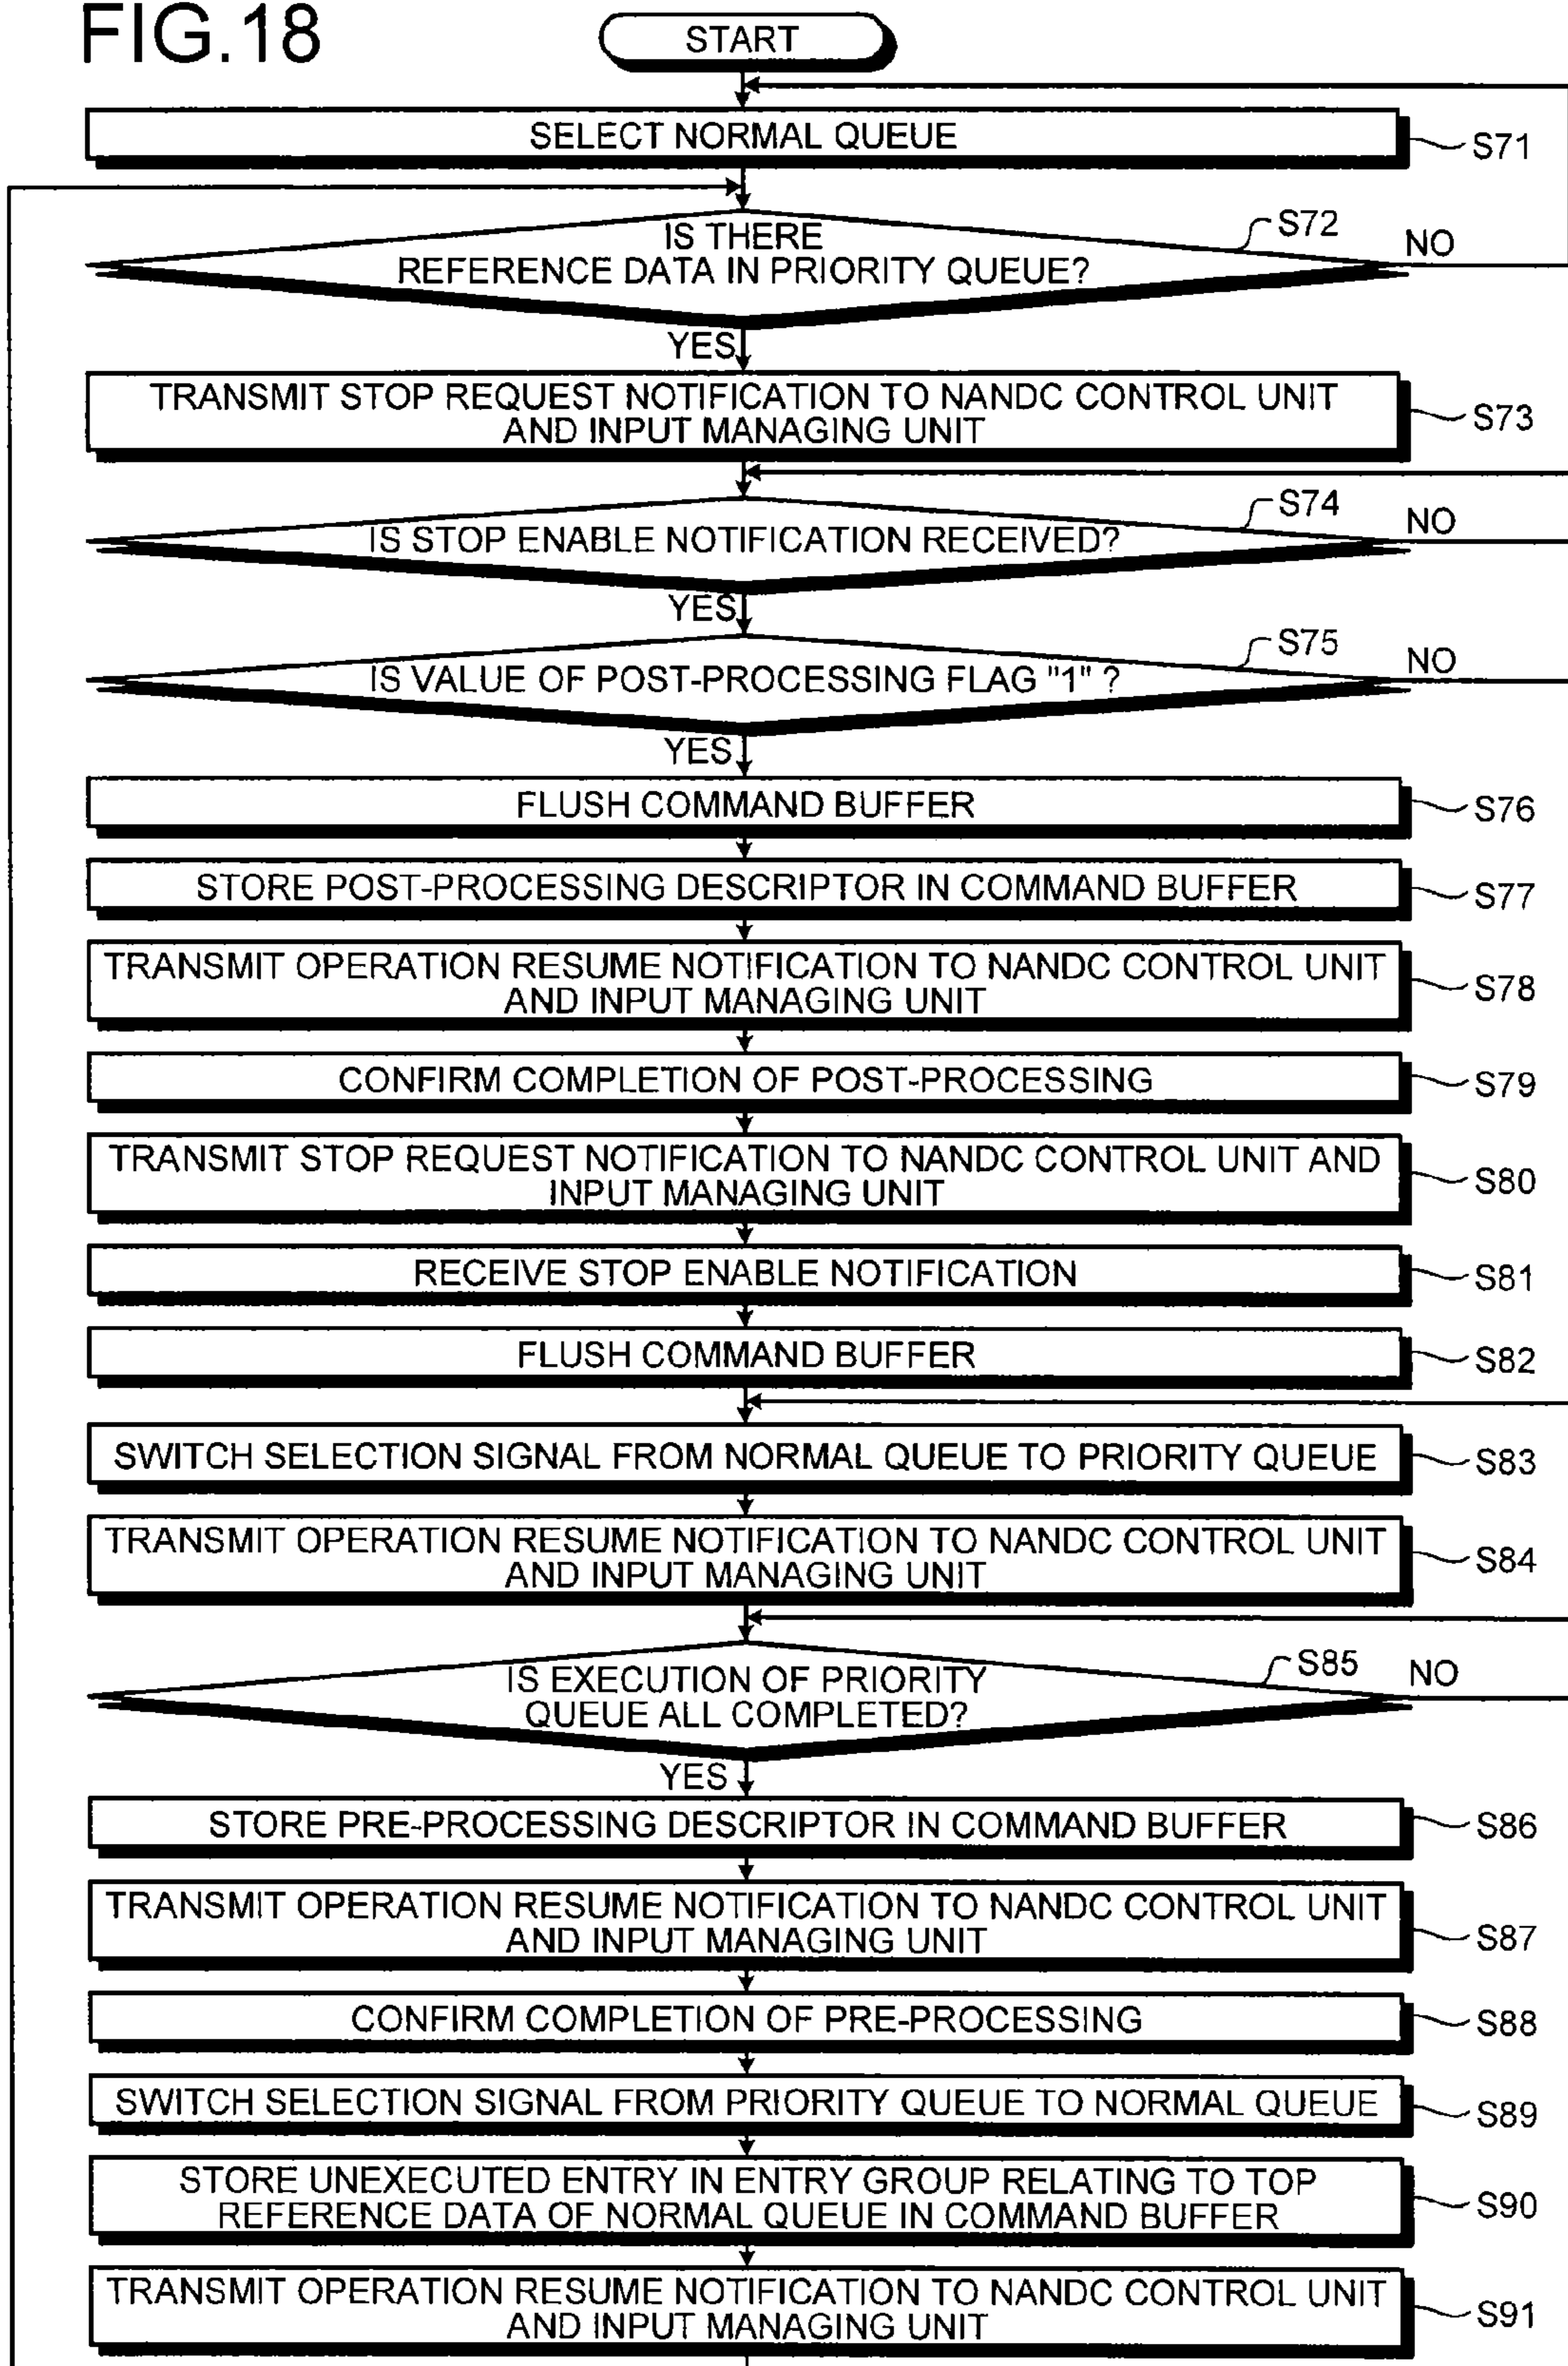 FIG.18
START
SELECT NORMAL QUEUE
S71
IS THERE
REFERENCE DATA IN PRIORITY QUEUE?
S72
NO
YES
TRANSMIT STOP REQUEST NOTIFICATION TO NANDC CONTROL UNIT
AND INPUT MANAGING UNIT
S73
IS STOP ENABLE NOTIFICATION RECEIVED?
S74
NO
YES
IS VALUE OF POST-PROCESSING FLAG "1" ?
S75
NO
YES
FLUSH COMMAND BUFFER
S76
STORE POST-PROCESSING DESCRIPTOR IN COMMAND BUFFER
S77
TRANSMIT OPERATION RESUME NOTIFICATION TO NANDC CONTROL UNIT
AND INPUT MANAGING UNIT
S78
CONFIRM COMPLETION OF POST-PROCESSING
S79
TRANSMIT STOP REQUEST NOTIFICATION TO NANDC CONTROL UNIT AND
INPUT MANAGING UNIT
S80
RECEIVE STOP ENABLE NOTIFICATION
S81
FLUSH COMMAND BUFFER
S82
SWITCH SELECTION SIGNAL FROM NORMAL QUEUE TO PRIORITY QUEUE
S83
TRANSMIT OPERATION RESUME NOTIFICATION TO NANDC CONTROL UNIT
AND INPUT MANAGING UNIT
S84
IS EXECUTION OF PRIORITY
QUEUE ALL COMPLETED?
S85
NO
YES
STORE PRE-PROCESSING DESCRIPTOR IN COMMAND BUFFER
S86
TRANSMIT OPERATION RESUME NOTIFICATION TO NANDC CONTROL UNIT
AND INPUT MANAGING UNIT
S87
CONFIRM COMPLETION OF PRE-PROCESSING
S88
SWITCH SELECTION SIGNAL FROM PRIORITY QUEUE TO NORMAL QUEUE
S89
STORE UNEXECUTED ENTRY IN ENTRY GROUP RELATING TO TOP
REFERENCE DATA OF NORMAL QUEUE IN COMMAND BUFFER
S90
TRANSMIT OPERATION RESUME NOTIFICATION TO NANDC CONTROL UNIT
AND INPUT MANAGING UNIT
S91